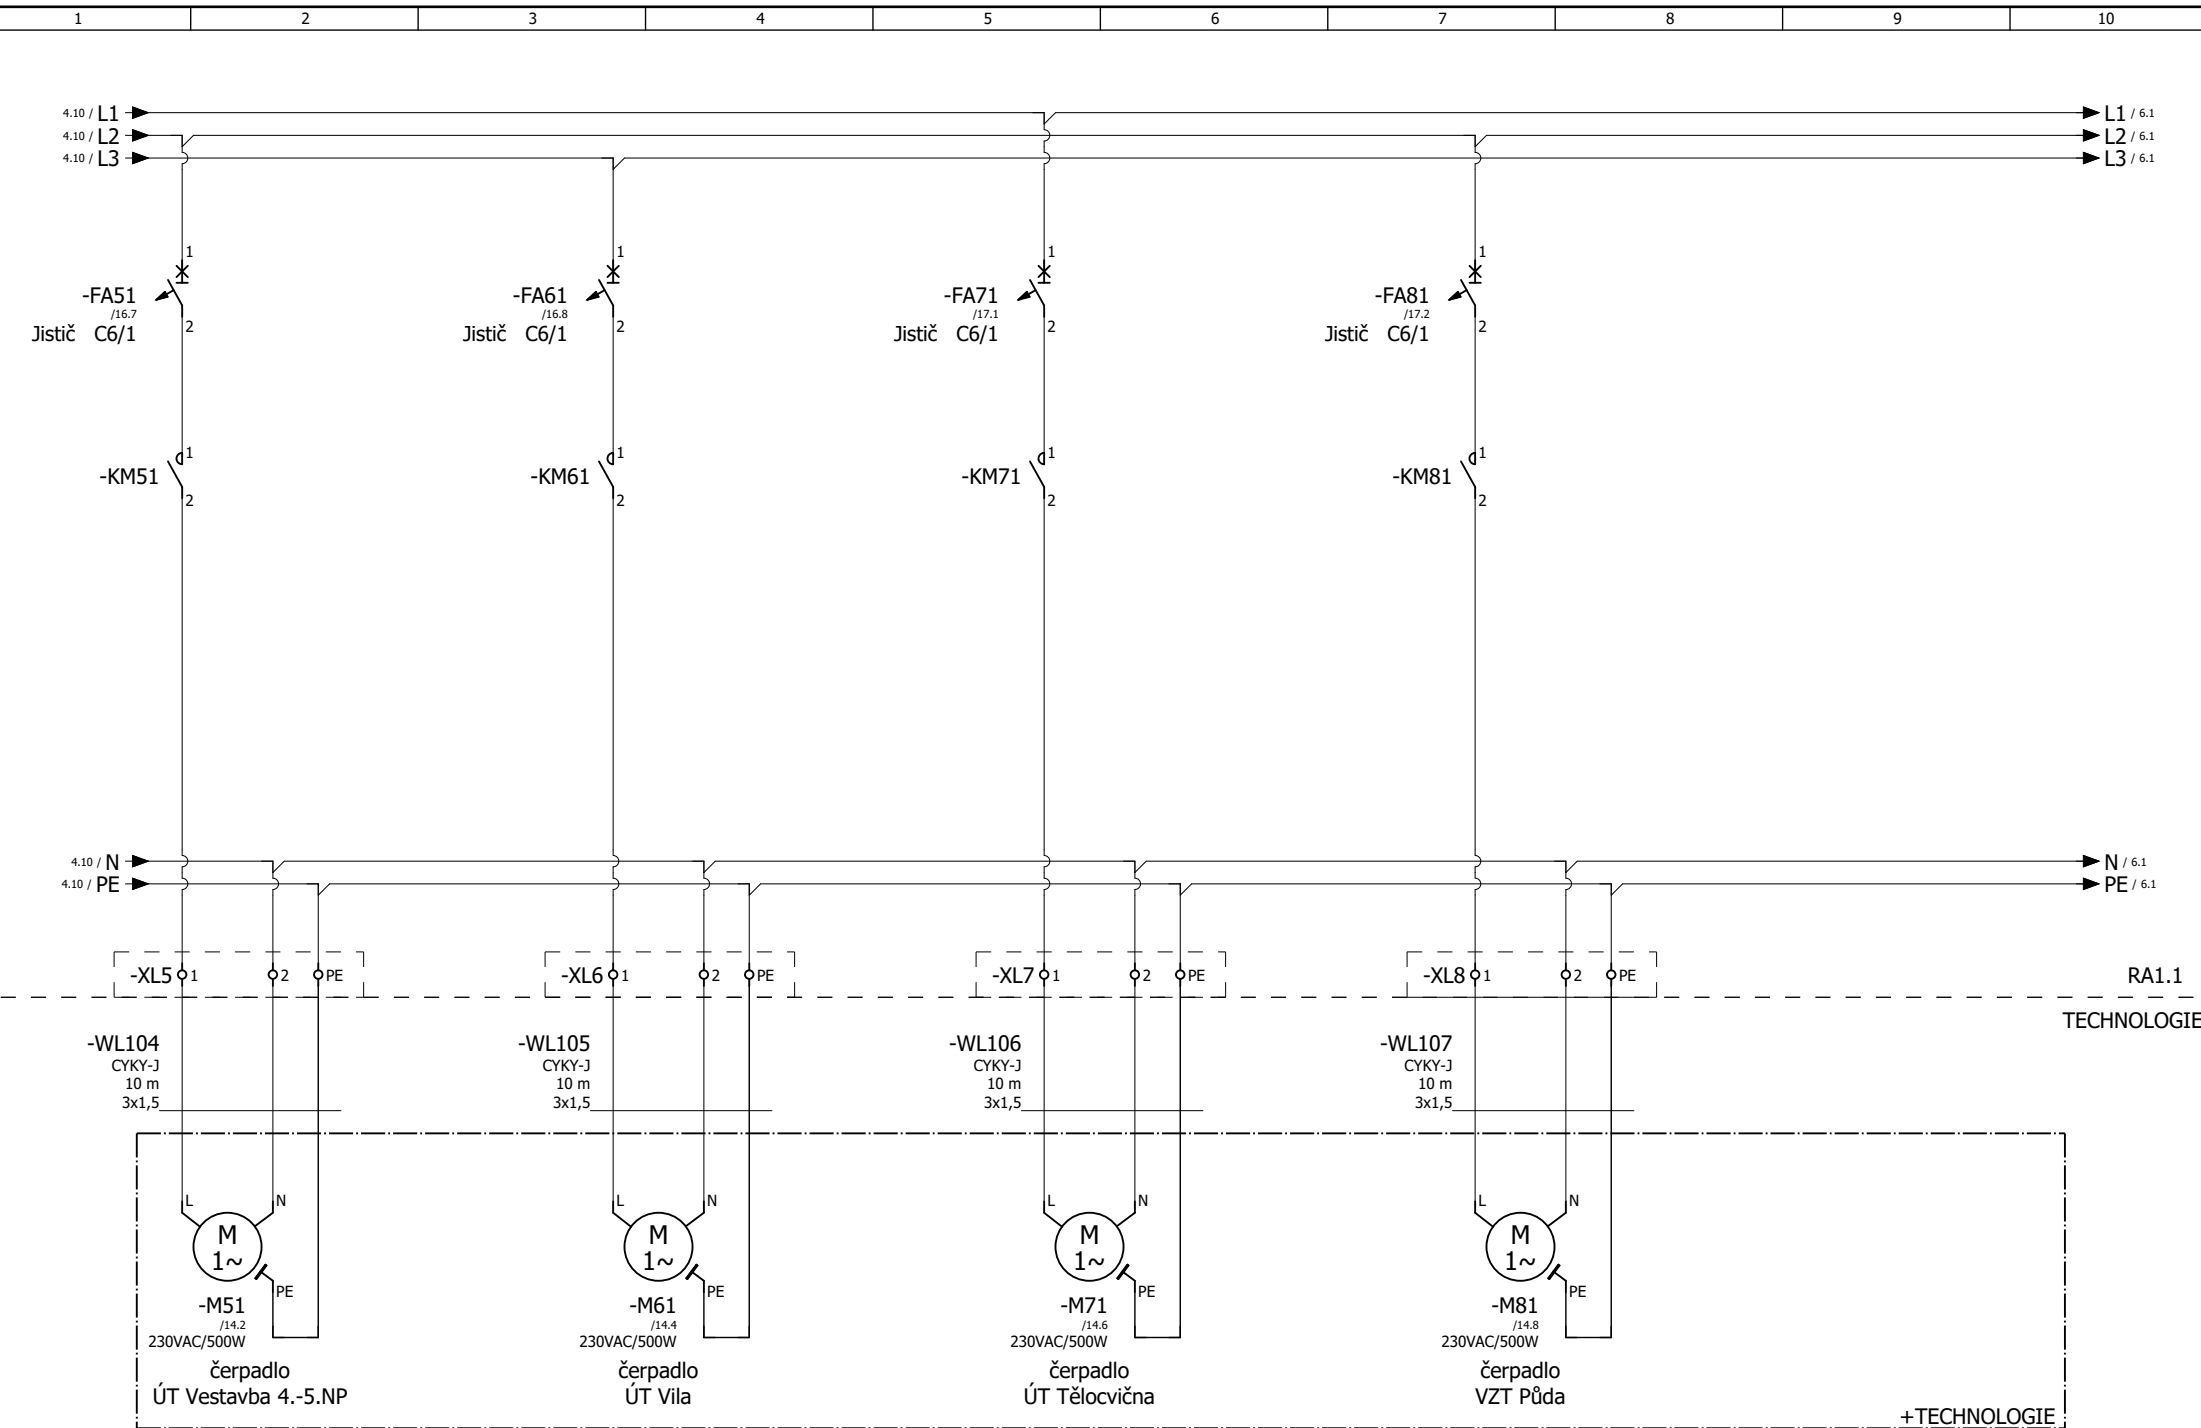 1 2 3 4 5 6 7 8 9 10
4.10 / L1 L1 / 6.1
4.10 / L2 L2 / 6.1
4.10 / L3 L3 / 6.1
1 1 1 1
-FA51 -FA61 -FA71 -FA81
/16.7 /16.8 /17.1 /17.2
2 2 2 2
Jistič C6/1 Jistič C6/1 Jistič C6/1 Jistič C6/1
1 1 1 1
-KM51 -KM61 -KM71 -KM81
2 2 2 2
4.10 / N N / 6.1
4.10 / PE PE / 6.1
-XL5 1 2 PE -XL6 1 2 PE -XL7 1 2 PE -XL8 1 2 PE RA1.1
TECHNOLOGIE
-WL104 -WL105 -WL106 -WL107
CYKY-J CYKY-J CYKY-J CYKY-J
10 m 10 m 10 m 10 m
3x1,5 3x1,5 3x1,5 3x1,5
L N L N L N L N
M M M M
1~ 1~ 1~ 1~
PE PE PE PE
-M51 -M61 -M71 -M81
/14.2 /14.4 /14.6 /14.8
230VAC/500W 230VAC/500W 230VAC/500W 230VAC/500W
čerpadlo čerpadlo čerpadlo čerpadlo
ÚT Vestavba 4.-5.NP ÚT Vila ÚT Tělocvična VZT Půda
+TECHNOLOGIE